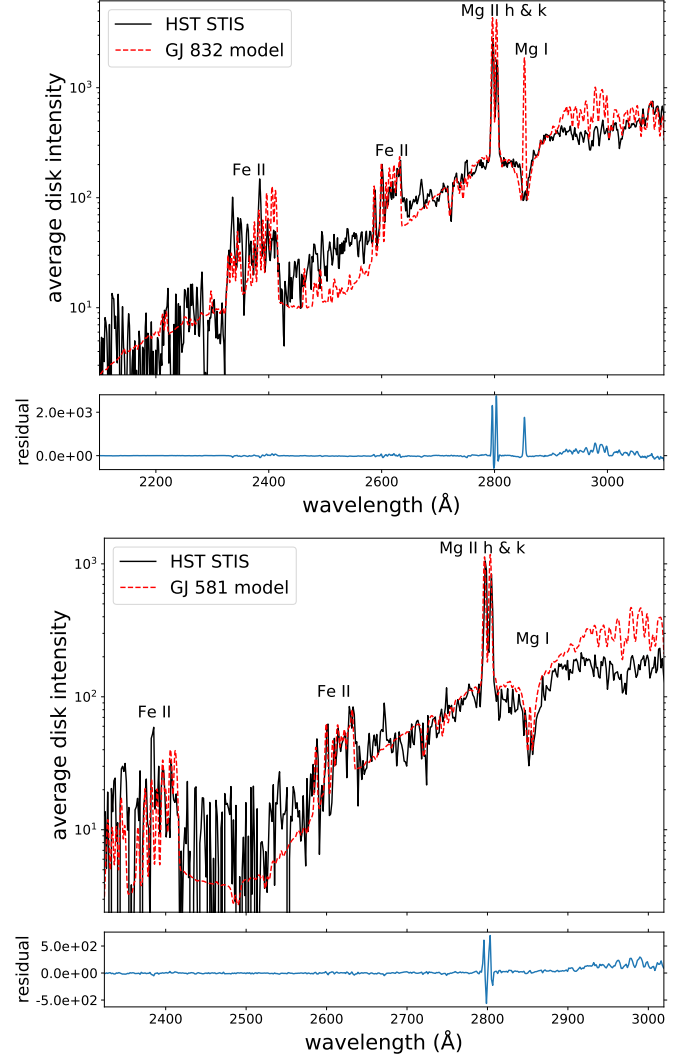 Mg II h & k
HST STIS
GJ 832 model
Mg I
Fe II
Fe II
10³
10²
10¹
average disk intensity
2.0e+03
0.0e+00
residual
2200 2400 2600 2800 3000
wavelength (Å)
Mg II h & k
HST STIS
GJ 581 model
Mg I
Fe II
Fe II
10³
10²
10¹
average disk intensity
5.0e+02
0.0e+00
-5.0e+02
residual
2400 2500 2600 2700 2800 2900 3000
wavelength (Å)